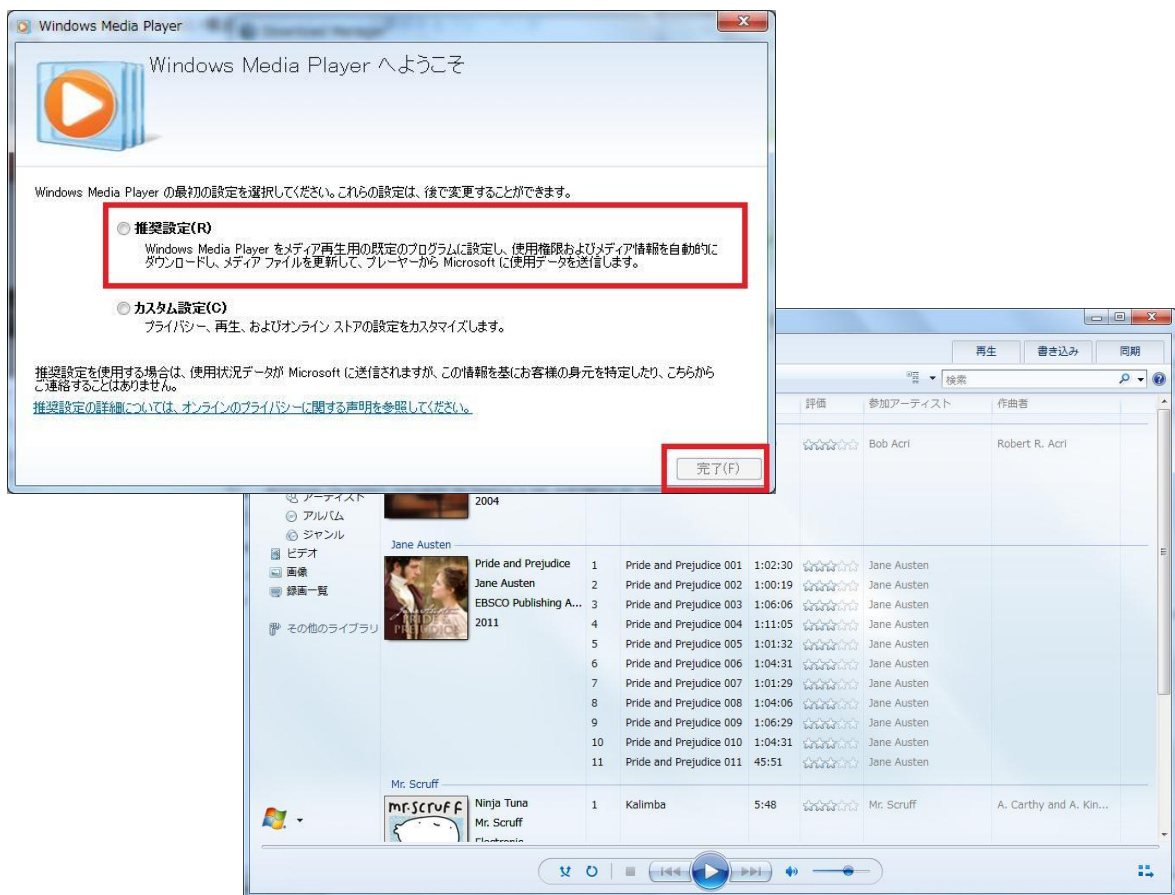 Windows Media Player
Windows Media Player へようこそ
Windows Media Player の最初の設定を選択してください。これらの設定は、後で変更することができます。
推奨設定(R)
Windows Media Player をメディア再生用の既定のプログラムに設定し、使用権限およびメディア情報を自動的に
ダウンロードし、メディア ファイルを更新して、プレーヤーから Microsoft に使用データを送信します。
カスタム設定(C)
プライバシー、再生、およびオンライン ストアの設定をカスタマイズします。
推奨設定を使用する場合は、使用状況データが Microsoft に送信されますが、この情報を基にお客様の身元を特定したり、こちらから
ご連絡することはありません。
推奨設定の詳細については、オンラインのプライバシーに関する声明を参照してください。
完了(F)
再生 書き込み 同期
検索
評価 参加アーティスト 作曲者
Bob Acri Robert R. Acri
アーティスト 2004
アルバム
ジャンル
ビデオ
画像
録画一覧
その他のライブラリ
Jane Austen
PRIDE & PREJUDICE
Pride and Prejudice 1 Pride and Prejudice 001 1:02:30 Jane Austen
Jane Austen 2 Pride and Prejudice 002 1:00:19 Jane Austen
EBSCO Publishing A... 3 Pride and Prejudice 003 1:06:06 Jane Austen
2011 4 Pride and Prejudice 004 1:11:05 Jane Austen
5 Pride and Prejudice 005 1:01:32 Jane Austen
6 Pride and Prejudice 006 1:04:31 Jane Austen
7 Pride and Prejudice 007 1:01:29 Jane Austen
8 Pride and Prejudice 008 1:04:06 Jane Austen
9 Pride and Prejudice 009 1:06:29 Jane Austen
10 Pride and Prejudice 010 1:04:31 Jane Austen
11 Pride and Prejudice 011 45:51 Jane Austen
Mr. Scruff
mr.scruff
Ninja Tuna 1 Kalimba 5:48 Mr. Scruff A. Carthy and A. Kin...
Mr. Scruff